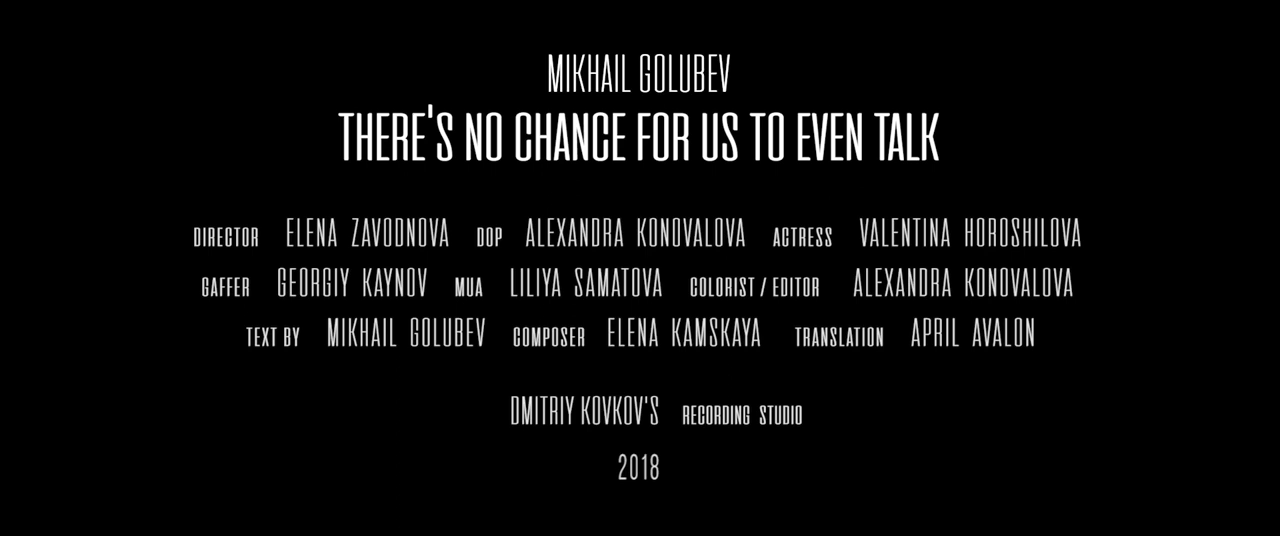 MIKHAIL GOLUBEV
THERE'S NO CHANCE FOR US TO EVEN TALK
DIRECTOR ELENA ZAVODNOVA DOP ALEXANDRA KONOVALOVA ACTRESS VALENTINA HOROSHILOVA
GAFFER GEORGIY KAYNOV MUA LILIYA SAMATOVA COLORIST / EDITOR ALEXANDRA KONOVALOVA
TEXT BY MIKHAIL GOLUBEV COMPOSER ELENA KAMSKAYA TRANSLATION APRIL AVALON
DMITRIY KOVKOV'S RECORDING STUDIO
2018